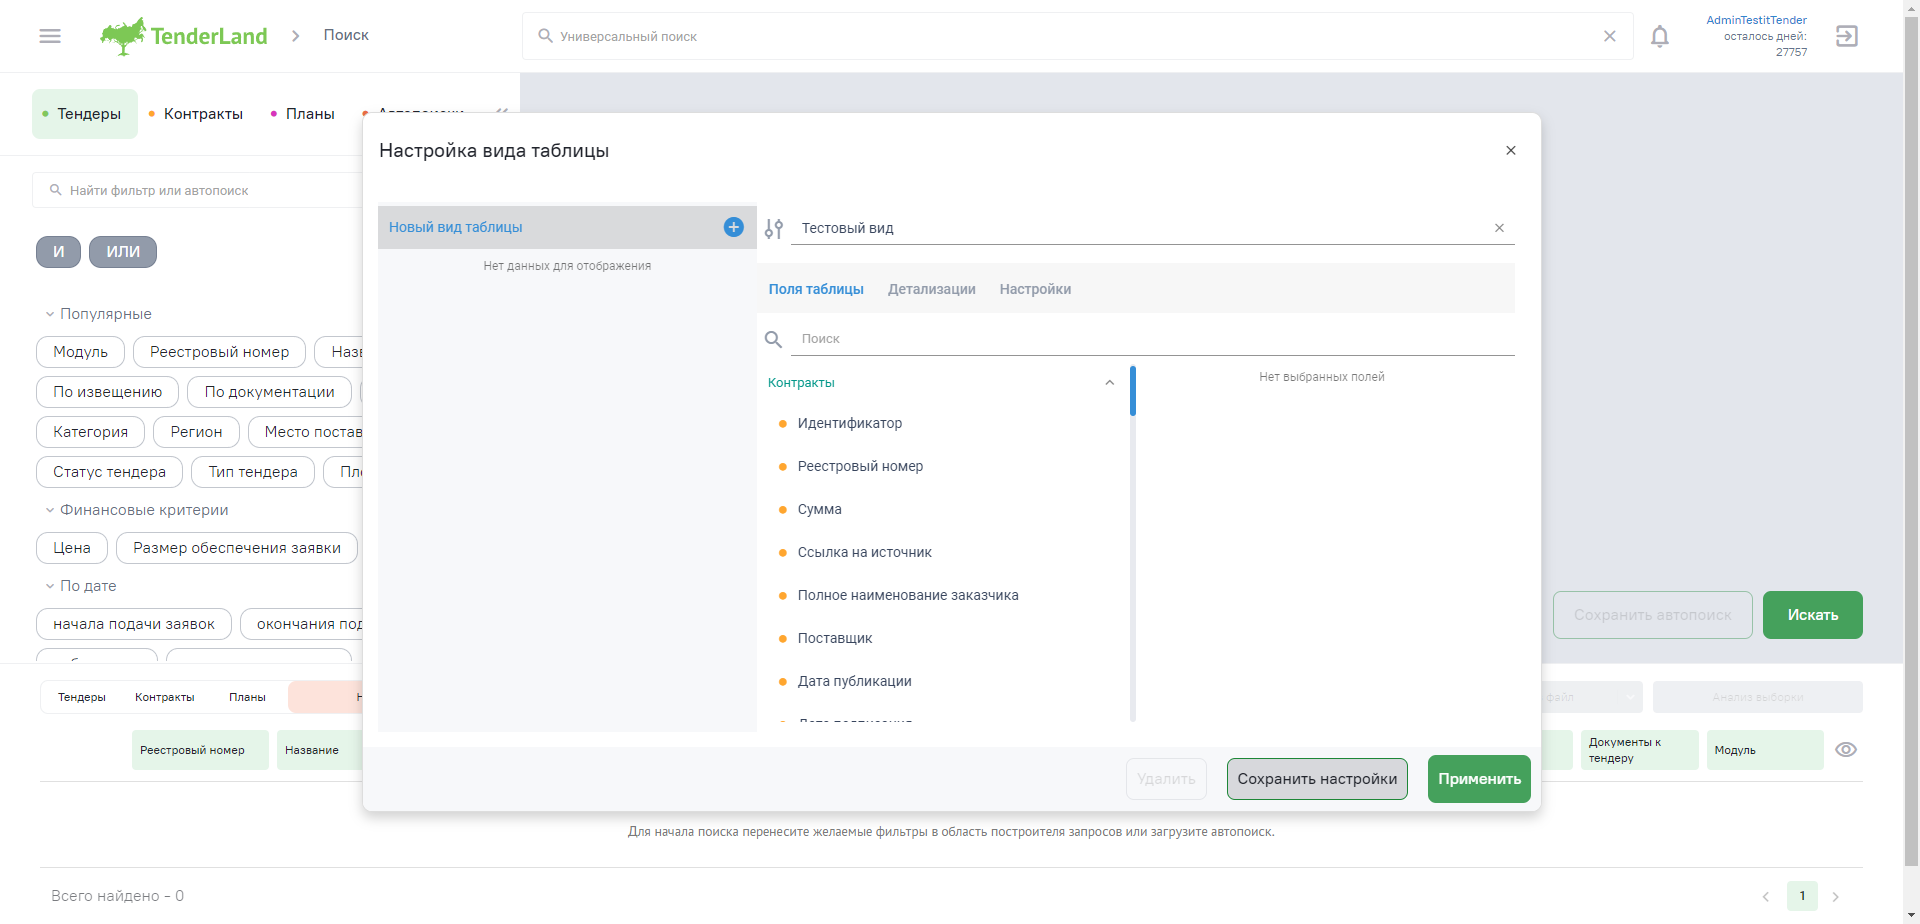 TenderLand
Поиск
Универсальный поиск
AdminTestitTender
осталось дней:
27757
Тендеры
Контракты
Планы
Автопоиски
Настройка вида таблицы
Найти фильтр или автопоиск
И
ИЛИ
Популярные
Модуль
Реестровый номер
Наз
По извещению
По документации
Категория
Регион
Место постав
Статус тендера
Тип тендера
Пл
Финансовые критерии
Цена
Размер обеспечения заявки
По дате
начала подачи заявок
окончания под
Новый вид таблицы
Нет данных для отображения
Тестовый вид
Поля таблицы
Детализации
Настройки
Поиск
Контракты
Нет выбранных полей
Идентификатор
Реестровый номер
Сумма
Ссылка на источник
Полное наименование заказчика
Поставщик
Дата публикации
Удалить
Сохранить настройки
Применить
Сохранить автопоиск
Искать
Тендеры
Контракты
Планы
файл
Анализ выборки
Реестровый номер
Название
Документы к
тендеру
Модуль
Для начала поиска перенесите желаемые фильтры в область построителя запросов или загрузите автопоиск.
Всего найдено - 0
1